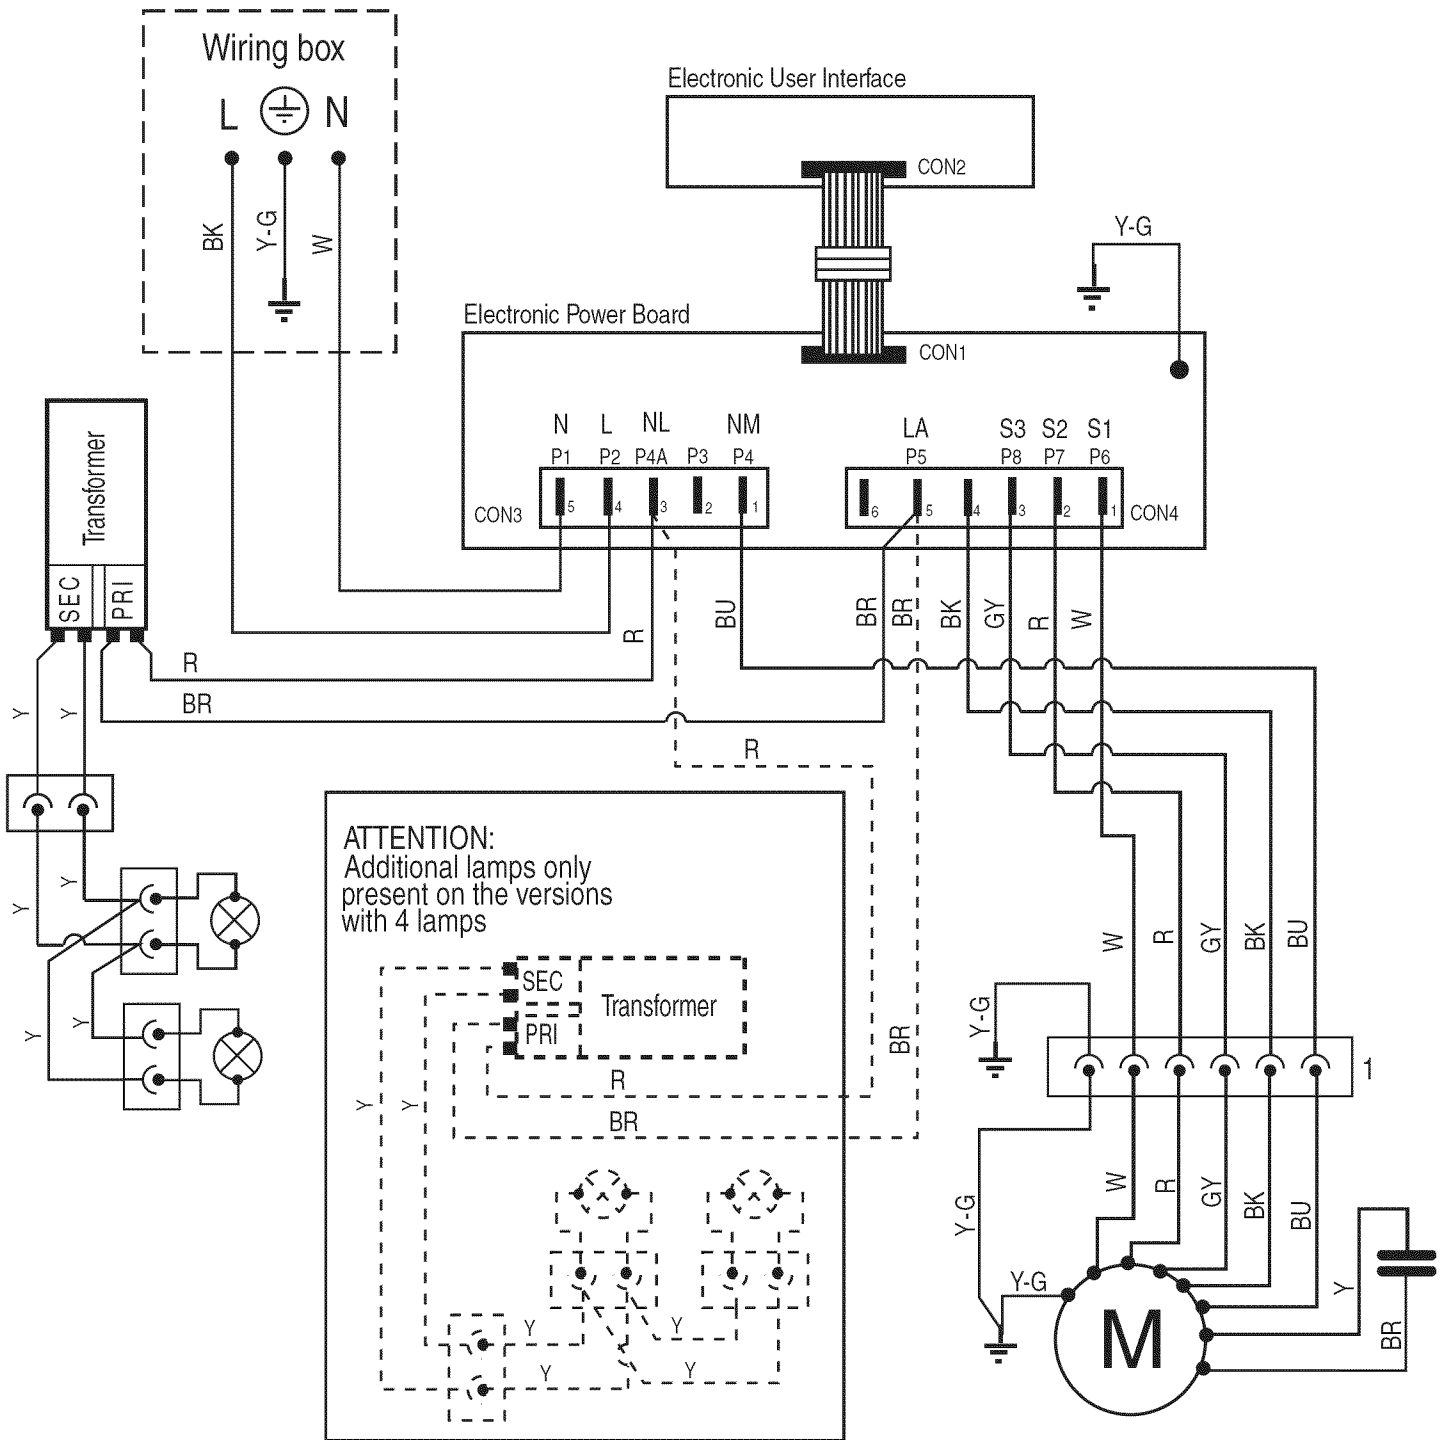 Wiring box
L N
BK Y-G W
Electronic User Interface
CON2
Y-G
Electronic Power Board
CON1
N L NL NM LA S3 S2 S1
P1 P2 P4A P3 P4 P5 P8 P7 P6
CON3 5 4 3 2 1 6 5 4 3 2 1 CON4
Transformer
SEC PRI
R BU BR BR BK GY R W
R
BR
Y Y
R
ATTENTION:
Additional lamps only
present on the versions
with 4 lamps
Y Y
W R GY BK BU
SEC
Transformer
PRI
Y-G
BR
Y Y
1
R
BR
Y Y
W R GY BK BU
Y-G
Y-G
Y
BR
M
Y Y
Y Y